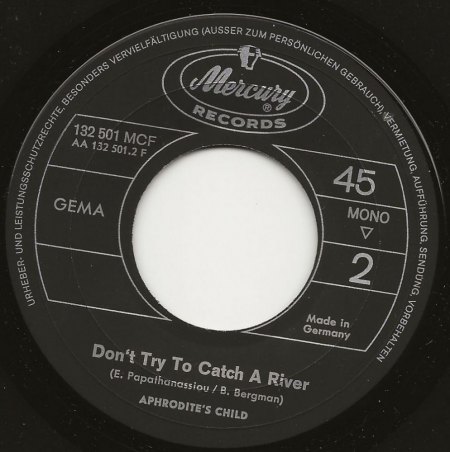 URHEBER- UND LEISTUNGSSCHUTZRECHTE, BESONDERS VERVIELFÄLTIGUNG (AUSSER ZUM PERSÖNLICHEN GEBRAUCH), VERMIETUNG, AUFFÜHRUNG, SENDUNG, VORBEHALTEN
Mercury ®
RECORDS
132 501 MCF
AA 132 501.2 F
GEMA
45
MONO
▽
2
Made in
Germany
Don't Try To Catch A River
(E. Papathanassiou / B. Bergman)
APHRODITE'S CHILD